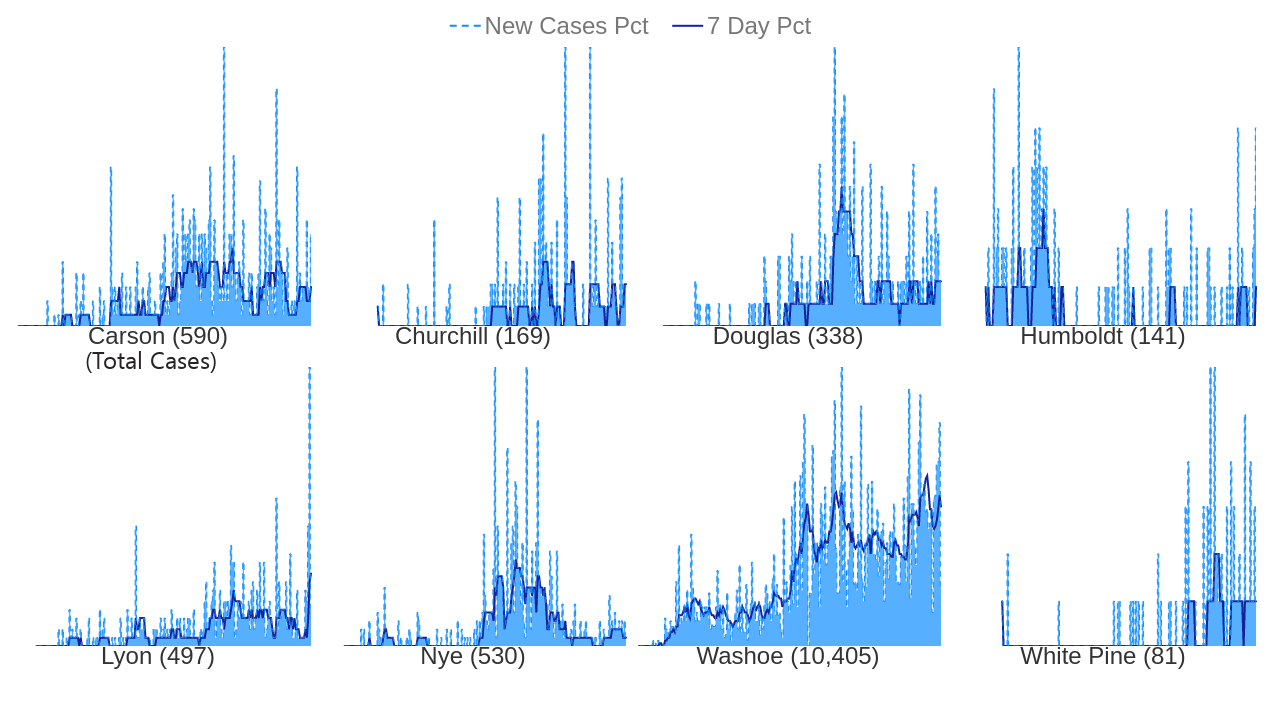 New Cases Pct 7 Day Pct
Carson (590) Churchill (169) Douglas (338) Humboldt (141)
(Total Cases)
Lyon (497) Nye (530) Washoe (10,405) White Pine (81)